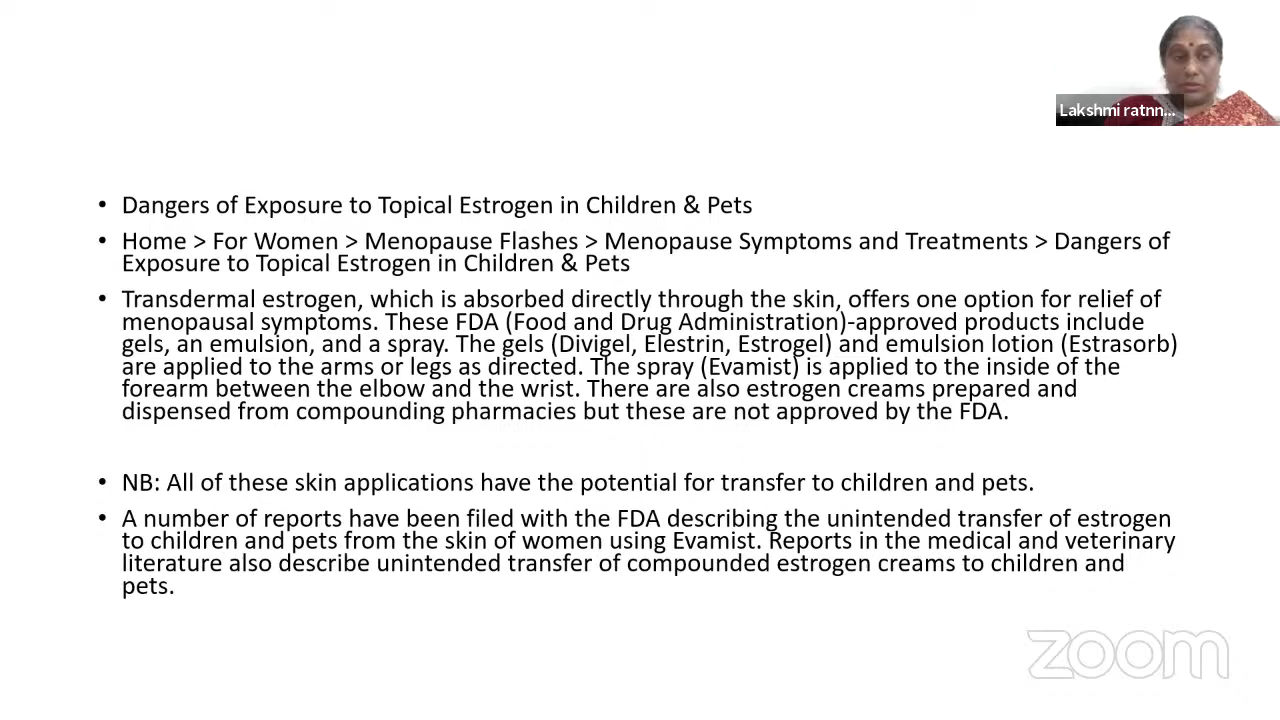 Lakshmi ratnn...
• Dangers of Exposure to Topical Estrogen in Children & Pets
• Home > For Women > Menopause Flashes > Menopause Symptoms and Treatments > Dangers of
Exposure to Topical Estrogen in Children & Pets
• Transdermal estrogen, which is absorbed directly through the skin, offers one option for relief of
menopausal symptoms. These FDA (Food and Drug Administration)-approved products include
gels, an emulsion, and a spray. The gels (Divigel, Elestrin, Estrogel) and emulsion lotion (Estrasorb)
are applied to the arms or legs as directed. The spray (Evamist) is applied to the inside of the
forearm between the elbow and the wrist. There are also estrogen creams prepared and
dispensed from compounding pharmacies but these are not approved by the FDA.
• NB: All of these skin applications have the potential for transfer to children and pets.
• A number of reports have been filed with the FDA describing the unintended transfer of estrogen
to children and pets from the skin of women using Evamist. Reports in the medical and veterinary
literature also describe unintended transfer of compounded estrogen creams to children and
pets.
zoom